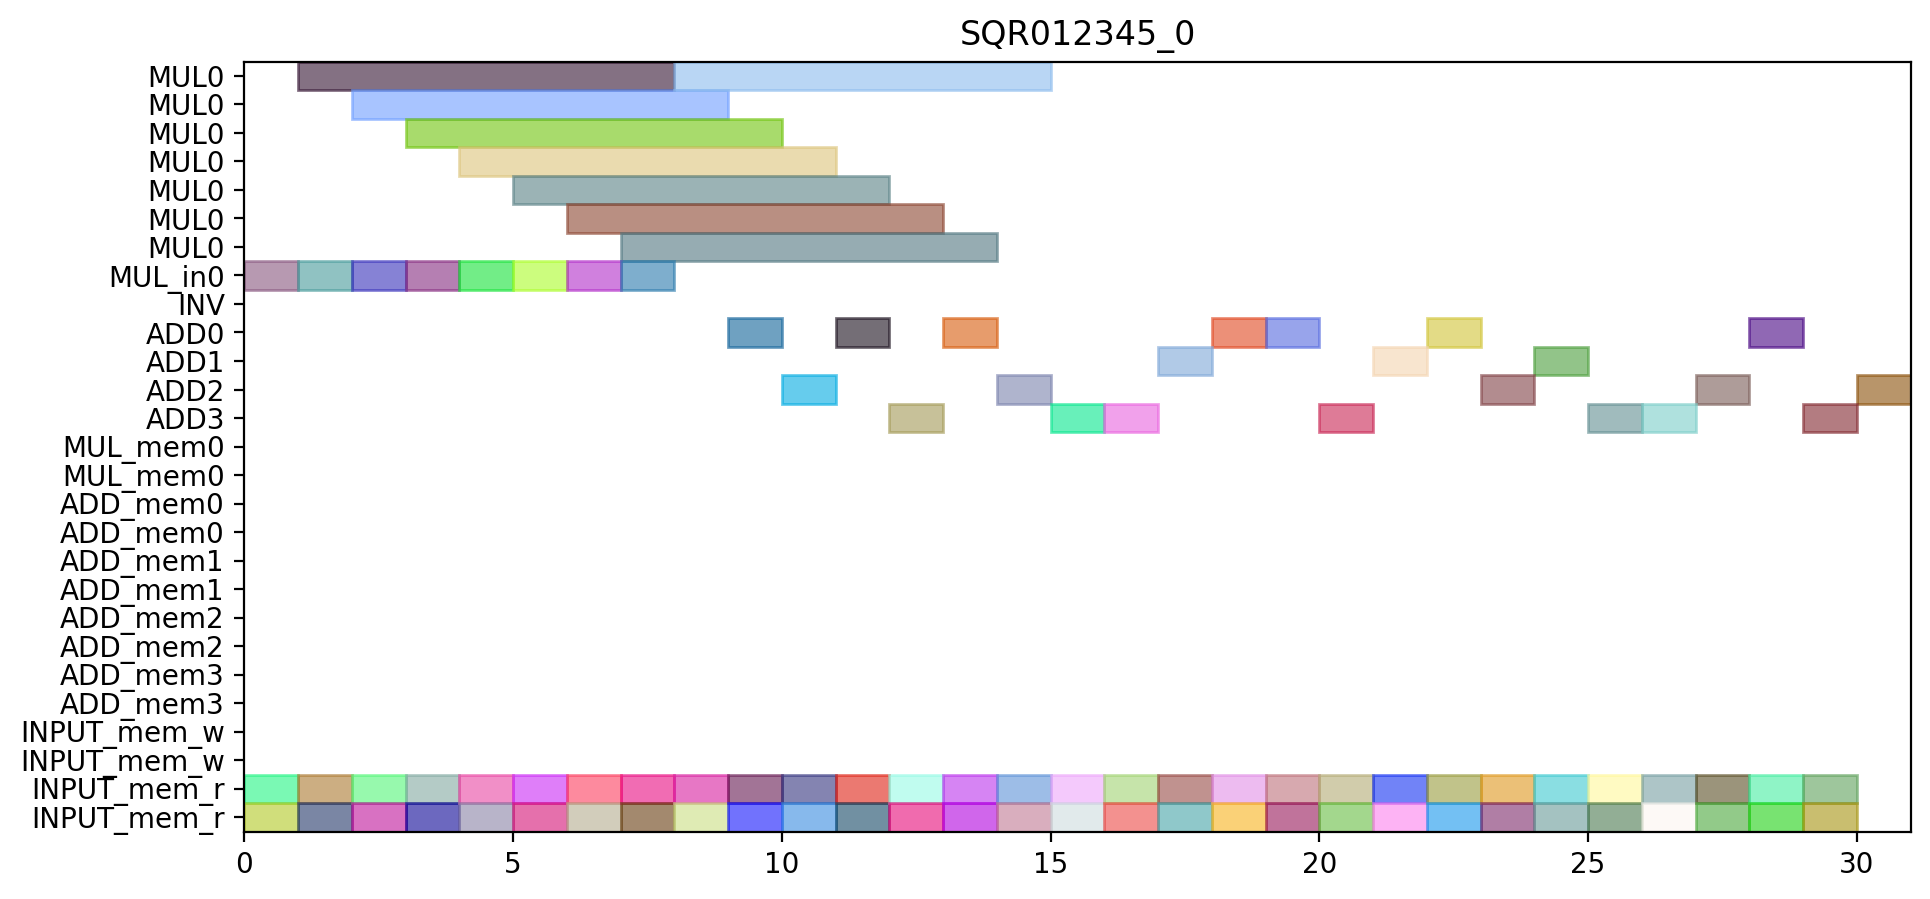 SQR012345_0
MUL0
MUL0
MUL0
MUL0
MUL0
MUL0
MUL0
MUL_in0
INV
ADD0
ADD1
ADD2
ADD3
MUL_mem0
MUL_mem0
ADD_mem0
ADD_mem0
ADD_mem1
ADD_mem1
ADD_mem2
ADD_mem2
ADD_mem3
ADD_mem3
INPUT_mem_w
INPUT_mem_w
INPUT_mem_r
INPUT_mem_r
0 5 10 15 20 25 30